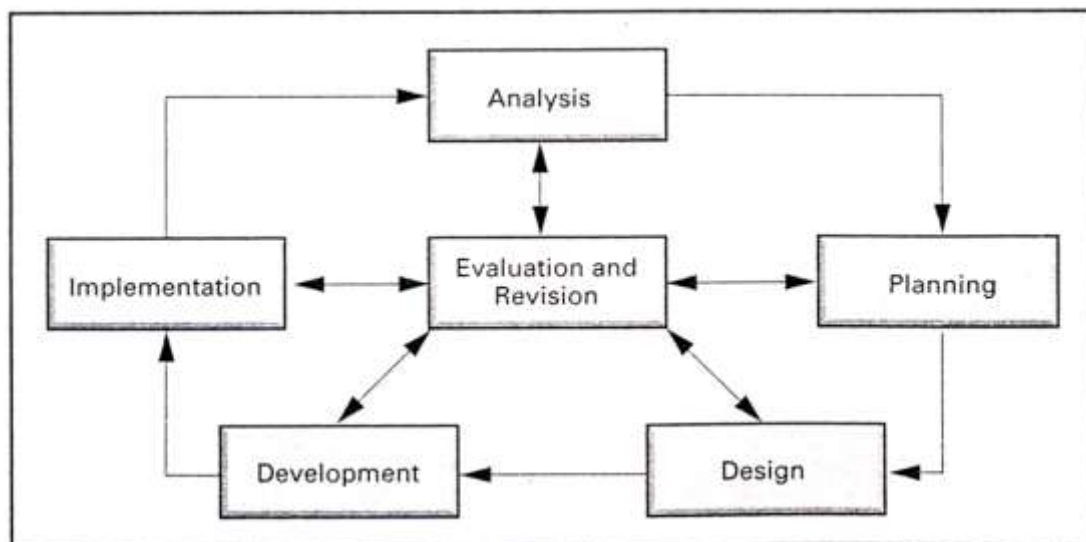 Analysis
Implementation
Evaluation and
Revision
Planning
Development
Design